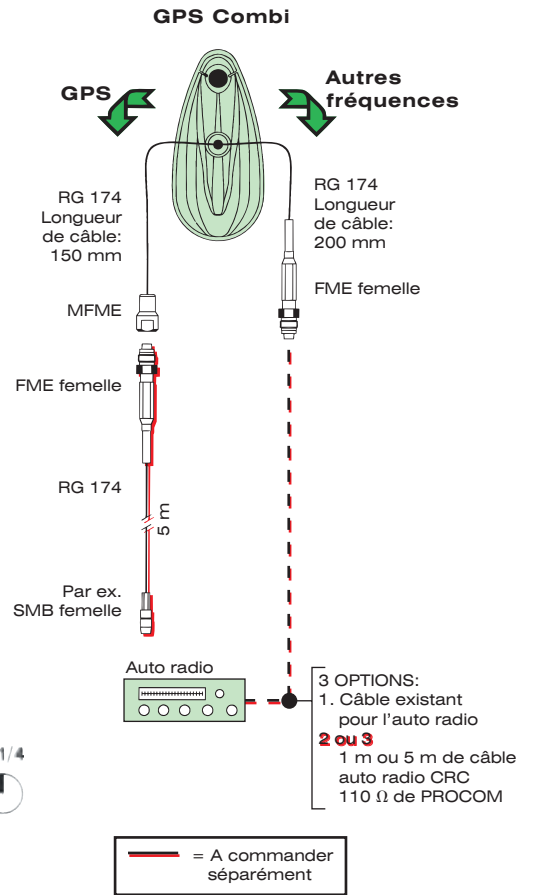 GPS Combi
GPS
Autres
fréquences
RG 174
Longueur
de câble:
150 mm
RG 174
Longueur
de câble:
200 mm
MFME
FME femelle
FME femelle
RG 174
5 m
Par ex.
SMB femelle
Auto radio
3 OPTIONS:
1. Câble existant
pour l'auto radio
2 ou 3
1 m ou 5 m de câble
auto radio CRC
110 Ω de PROCOM
1/4
= A commander
séparément